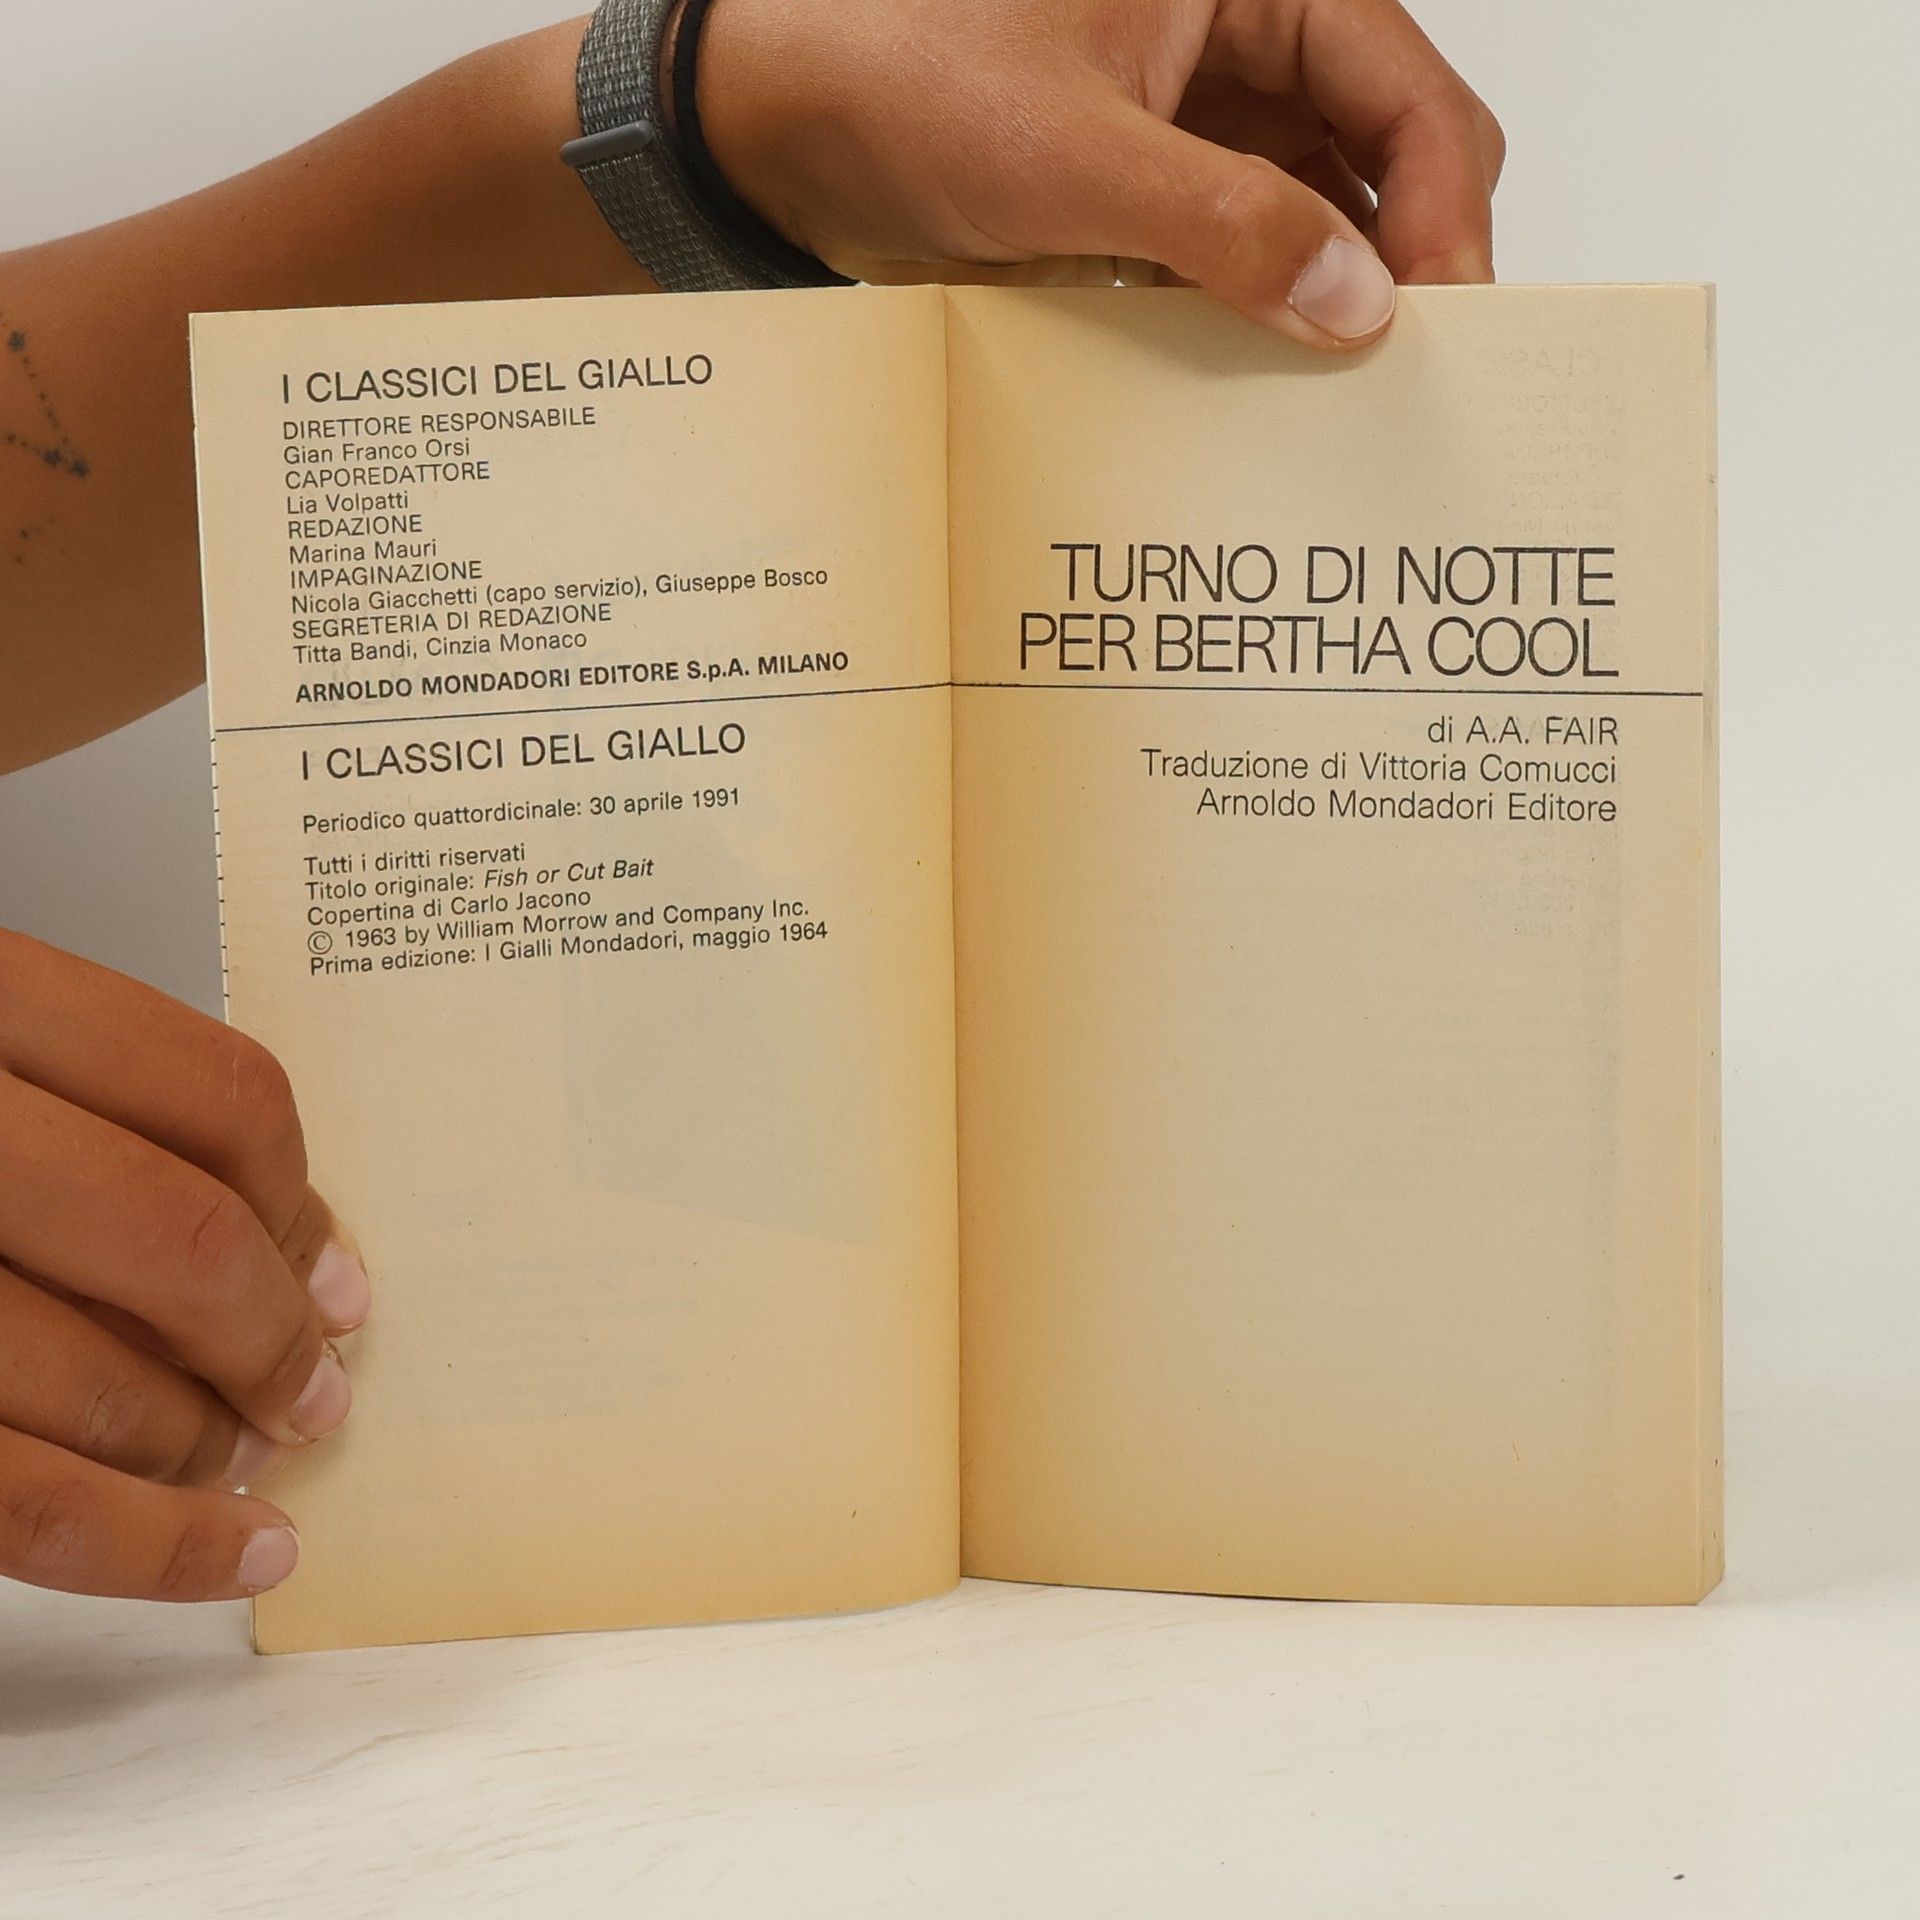 I CLASSICI DEL GIALLO
DIRETTORE RESPONSABILE
Gian Franco Orsi
CAPOREDATTORE
Lia Volpatti
REDAZIONE
Marina Mauri
IMPAGINAZIONE
Nicola Giacchetti (capo servizio), Giuseppe Bosco
SEGRETERIA DI REDAZIONE
Titta Bandi, Cinzia Monaco
ARNOLDO MONDADORI EDITORE S.p.A. MILANO
I CLASSICI DEL GIALLO
Periodico quattordicinale: 30 aprile 1991
Tutti i diritti riservati
Titolo originale: Fish or Cut Bait
Copertina di Carlo Jacono
© 1963 by William Morrow and Company Inc.
Prima edizione: I Gialli Mondadori, maggio 1964
TURNO DI NOTTE
PER BERTHA COOL
di A.A. FAIR
Traduzione di Vittoria Comucci
Arnoldo Mondadori Editore